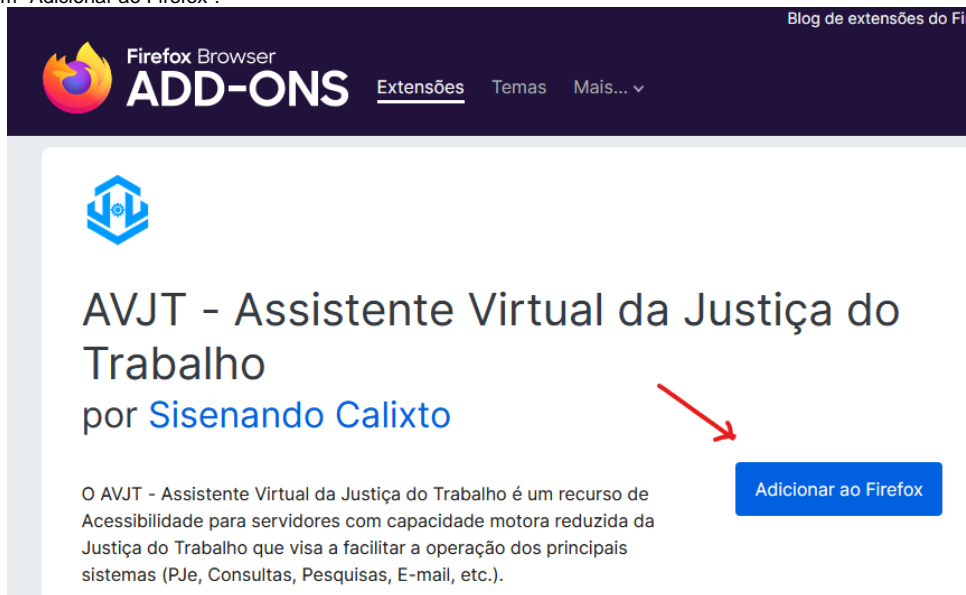 "Adicionar ao Firefox".
Blog de extensões do Fi
Firefox Browser
ADD-ONS
Extensões Temas Mais...
AVJT - Assistente Virtual da Justiça do
Trabalho
por Sisenando Calixto
Adicionar ao Firefox
O AVJT - Assistente Virtual da Justiça do Trabalho é um recurso de
Acessibilidade para servidores com capacidade motora reduzida da
Justiça do Trabalho que visa a facilitar a operação dos principais
sistemas (PJe, Consultas, Pesquisas, E-mail, etc.).